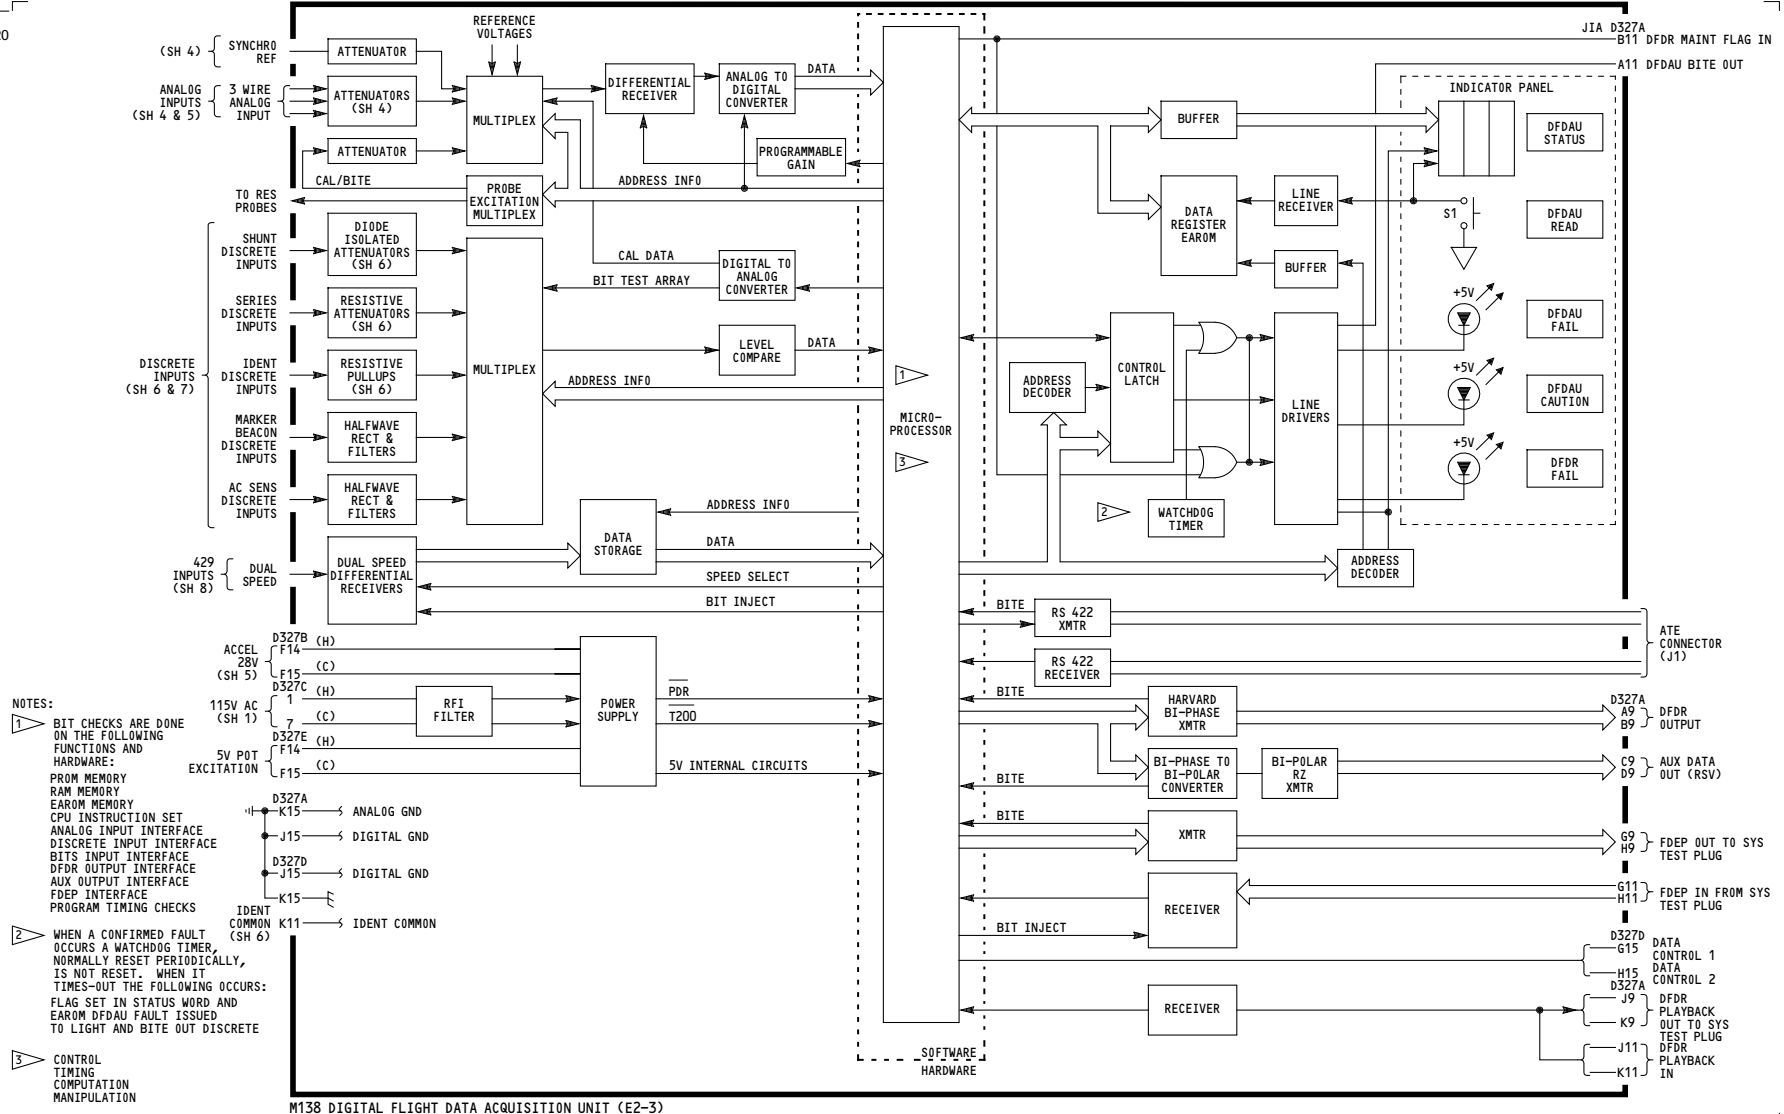 20
(SH 4)
SYNCHRO
REF
ANALOG
INPUTS
(SH 4 & 5)
3 WIRE
ANALOG
INPUT
ATTENUATOR
ATTENUATORS
(SH 4)
ATTENUATOR
CAL/BITE
TO RES
PROBES
REFERENCE
VOLTAGES
MULTIPLEX
PROBE
EXCITATION
MULTIPLEX
DIFFERENTIAL
RECEIVER
ANALOG TO
DIGITAL
CONVERTER
DATA
PROGRAMMABLE
GAIN
ADDRESS INFO
DISCRETE
INPUTS
(SH 6 & 7)
SHUNT
DISCRETE
INPUTS
DIODE
ISOLATED
ATTENUATORS
(SH 6)
SERIES
DISCRETE
INPUTS
RESISTIVE
ATTENUATORS
(SH 6)
IDENT
DISCRETE
INPUTS
RESISTIVE
PULLUPS
(SH 6)
MARKER
BEACON
DISCRETE
INPUTS
HALFWAVE
RECT &
FILTERS
AC SENS
DISCRETE
INPUTS
HALFWAVE
RECT &
FILTERS
MULTIPLEX
CAL DATA
BIT TEST ARRAY
DIGITAL TO
ANALOG
CONVERTER
LEVEL
COMPARE
DATA
ADDRESS INFO
429
INPUTS
(SH 8)
DUAL
SPEED
DUAL SPEED
DIFFERENTIAL
RECEIVERS
DATA
STORAGE
ADDRESS INFO
DATA
SPEED SELECT
BIT INJECT
ACCEL
28V
(SH 5)
D327B
F14
(H)
F15
(C)
115V AC
(SH 1)
D327C
1
(H)
7
(C)
5V POT
EXCITATION
D327E
F14
(H)
F15
(C)
RFI
FILTER
POWER
SUPPLY
PDR
T200
5V INTERNAL CIRCUITS
D327A
K15
ANALOG GND
J15
DIGITAL GND
D327D
J15
DIGITAL GND
K15
IDENT
COMMON
(SH 6)
K11
IDENT COMMON
1
MICRO-
PROCESSOR
3
SOFTWARE
HARDWARE
JIA D327A
B11 DFDR MAINT FLAG IN
A11 DFDAU BITE OUT
INDICATOR PANEL
BUFFER
DATA
REGISTER
EAROM
LINE
RECEIVER
BUFFER
S1
DFDAU
STATUS
DFDAU
READ
+5V
DFDAU
FAIL
+5V
DFDAU
CAUTION
+5V
DFDR
FAIL
ADDRESS
DECODER
CONTROL
LATCH
LINE
DRIVERS
2
WATCHDOG
TIMER
ADDRESS
DECODER
BITE
RS 422
XMTR
RS 422
RECEIVER
ATE
CONNECTOR
(J1)
BITE
HARVARD
BI-PHASE
XMTR
D327A
A9
B9
DFDR
OUTPUT
BI-PHASE TO
BI-POLAR
CONVERTER
BI-POLAR
RZ
XMTR
BITE
C9
D9
AUX DATA
OUT (RSV)
BITE
XMTR
G9
H9
FDEP OUT TO SYS
TEST PLUG
RECEIVER
BIT INJECT
G11
H11
FDEP IN FROM SYS
TEST PLUG
D327D
G15
DATA
CONTROL 1
H15
DATA
CONTROL 2
RECEIVER
D327A
J9
K9
DFDR
PLAYBACK
OUT TO SYS
TEST PLUG
J11
K11
DFDR
PLAYBACK
IN
NOTES:
1
BIT CHECKS ARE DONE
ON THE FOLLOWING
FUNCTIONS AND
HARDWARE:
PROM MEMORY
RAM MEMORY
EAROM MEMORY
CPU INSTRUCTION SET
ANALOG INPUT INTERFACE
DISCRETE INPUT INTERFACE
BITS INPUT INTERFACE
DFDR OUTPUT INTERFACE
AUX OUTPUT INTERFACE
FDEP INTERFACE
PROGRAM TIMING CHECKS
2
WHEN A CONFIRMED FAULT
OCCURS A WATCHDOG TIMER,
NORMALLY RESET PERIODICALLY,
IS NOT RESET. WHEN IT
TIMES-OUT THE FOLLOWING OCCURS:
FLAG SET IN STATUS WORD AND
EAROM DFDAU FAULT ISSUED
TO LIGHT AND BITE OUT DISCRETE
3
CONTROL
TIMING
COMPUTATION
MANIPULATION
M138 DIGITAL FLIGHT DATA ACQUISITION UNIT (E2-3)